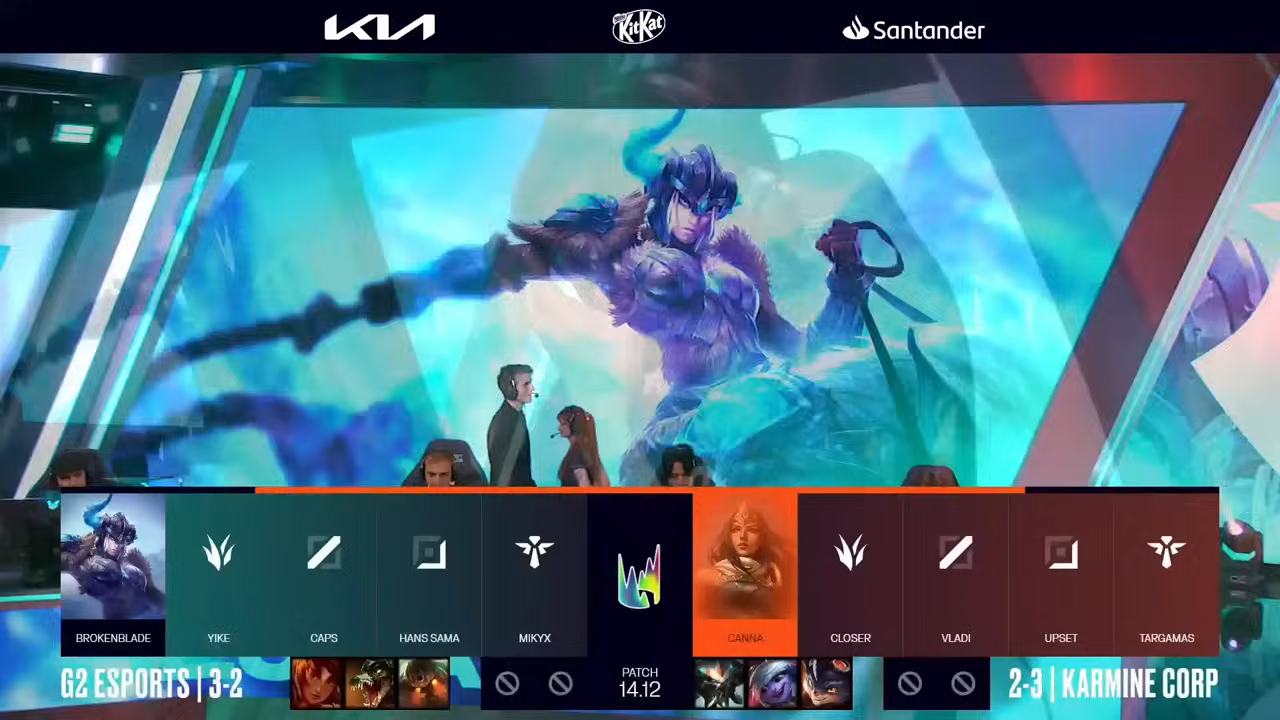 KIA
Nestlé KitKat
Santander
BROKENBLADE
YIKE
CAPS
HANS SAMA
MIKYX
CANNA
CLOSER
VLADI
UPSET
TARGAMAS
G2 ESPORTS | 3-2
PATCH
14.12
2-3 | KARMINE CORP